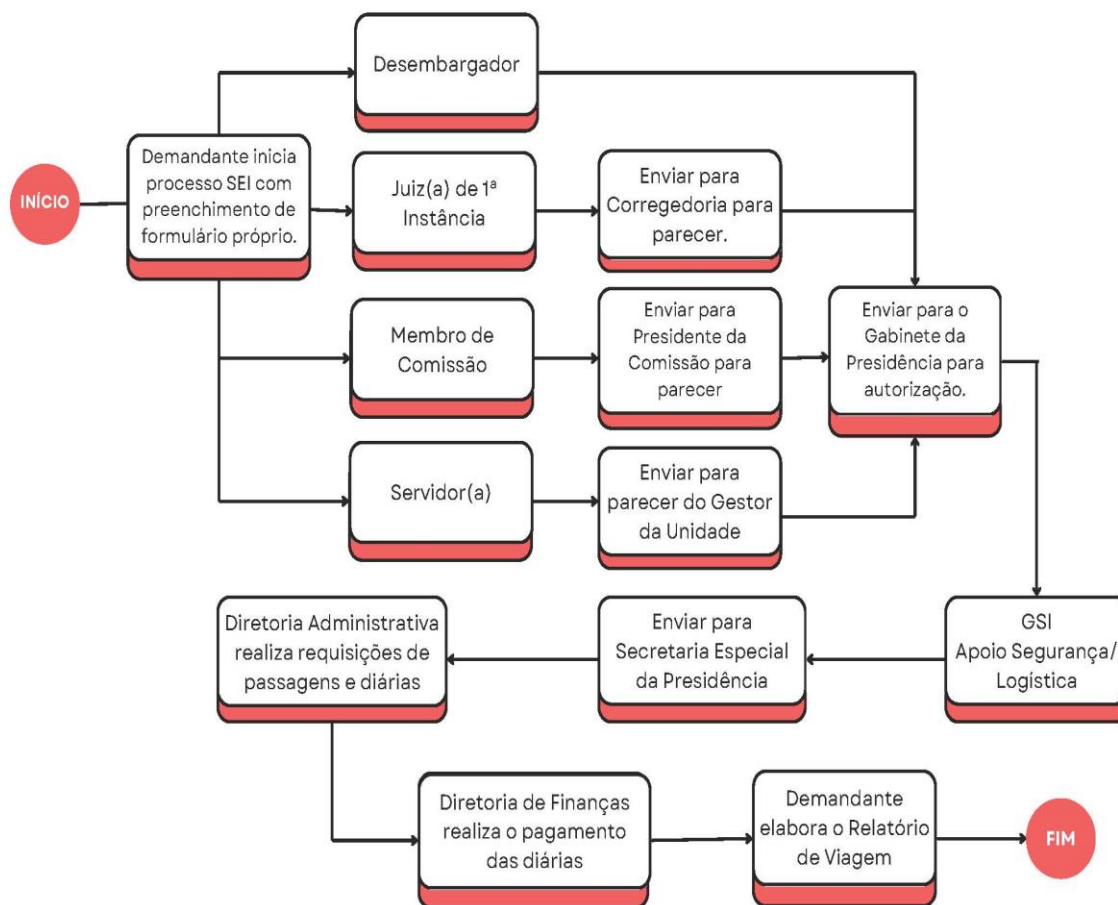 INÍCIO
Demandante inicia
processo SEI com
preenchimento de
formulário próprio.
Desembargador
Juiz(a) de 1ª
Instância
Enviar para
Corregedoria para
parecer.
Membro de
Comissão
Enviar para
Presidente da
Comissão para
parecer
Servidor(a)
Enviar para
parecer do Gestor
da Unidade
Enviar para o
Gabinete da
Presidência para
autorização.
GSI
Apoio Segurança/
Logística
Enviar para
Secretaria Especial
da Presidência
Diretoria Administrativa
realiza requisições de
passagens e diárias
Diretoria de Finanças
realiza o pagamento
das diárias
Demandante
elabora o Relatório
de Viagem
FIM